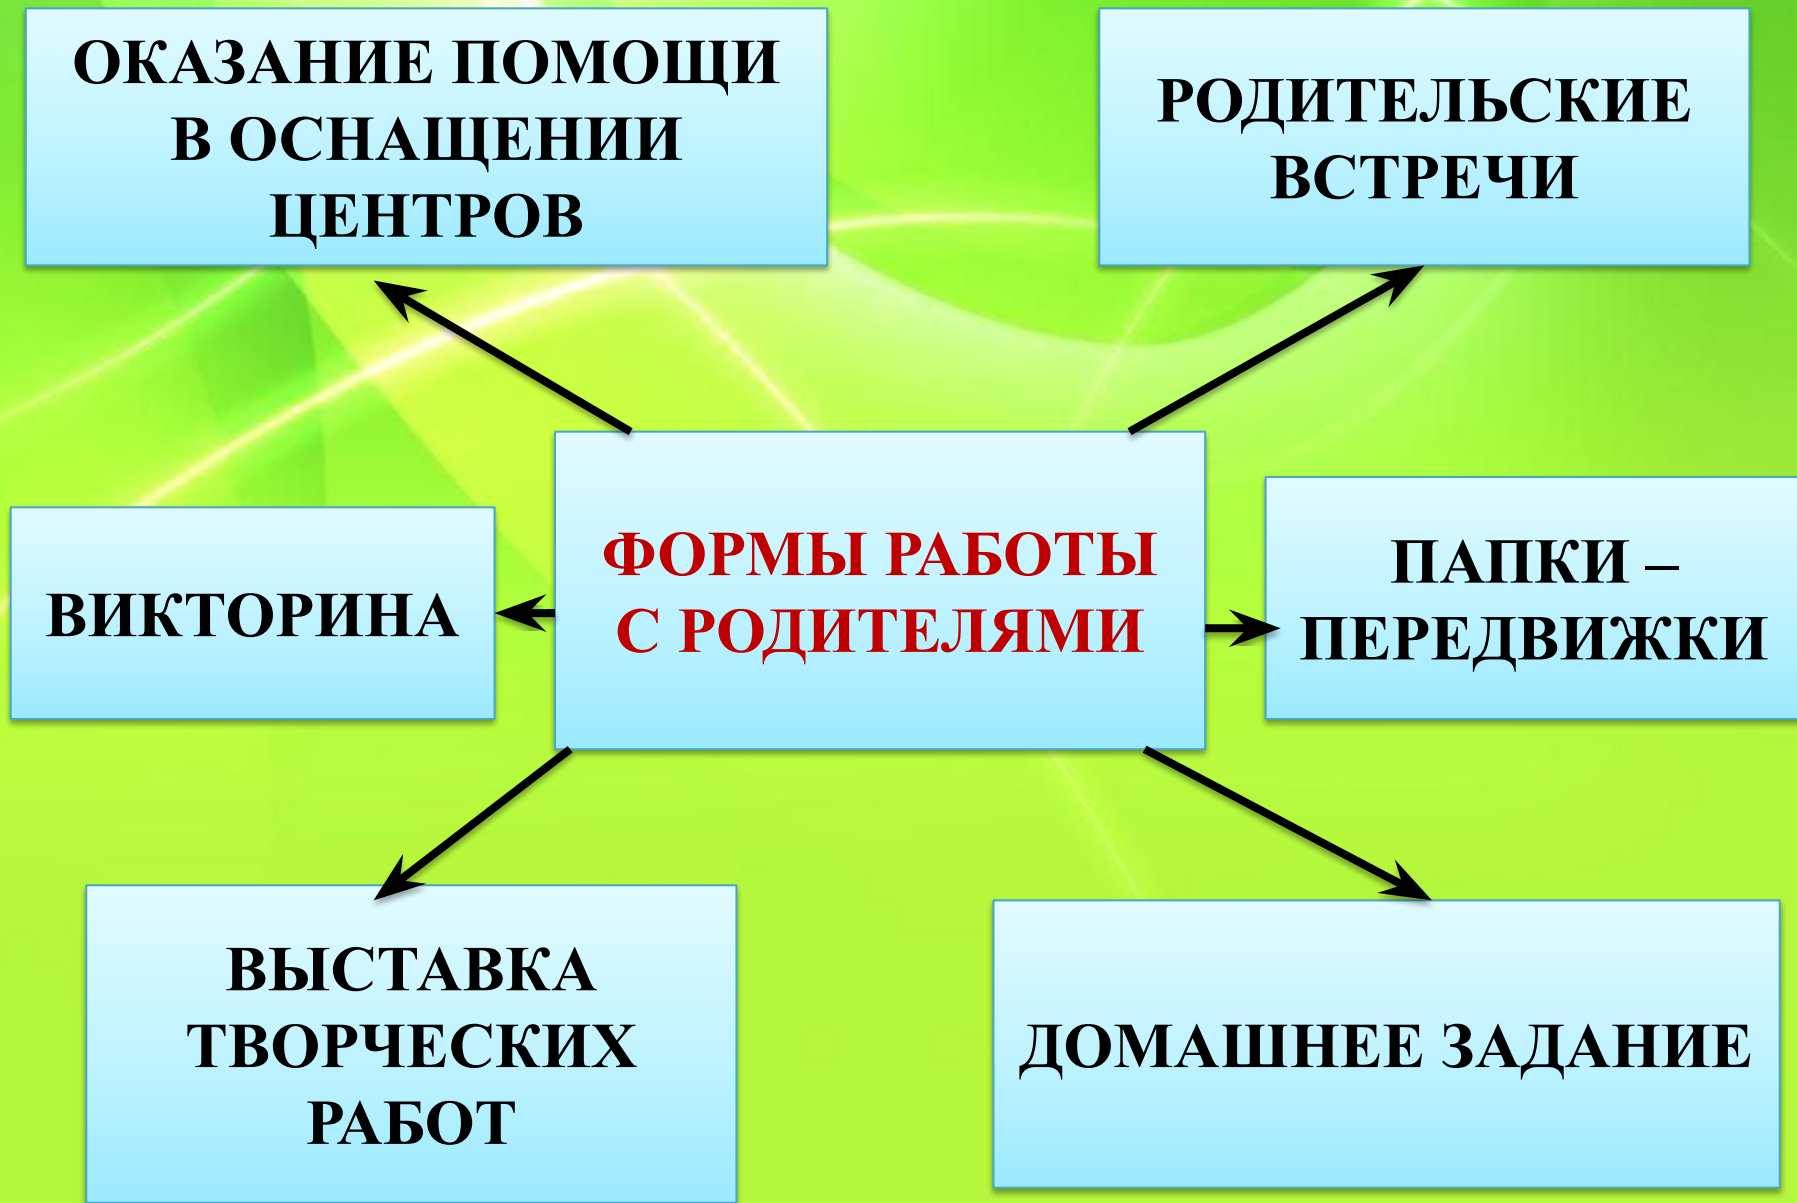 ОКАЗАНИЕ ПОМОЩИ
В ОСНАЩЕНИИ
ЦЕНТРОВ
РОДИТЕЛЬСКИЕ
ВСТРЕЧИ
ВИКТОРИНА
ФОРМЫ РАБОТЫ
С РОДИТЕЛЯМИ
ПАПКИ –
ПЕРЕДВИЖКИ
ВЫСТАВКА
ТВОРЧЕСКИХ
РАБОТ
ДОМАШНЕЕ ЗАДАНИЕ